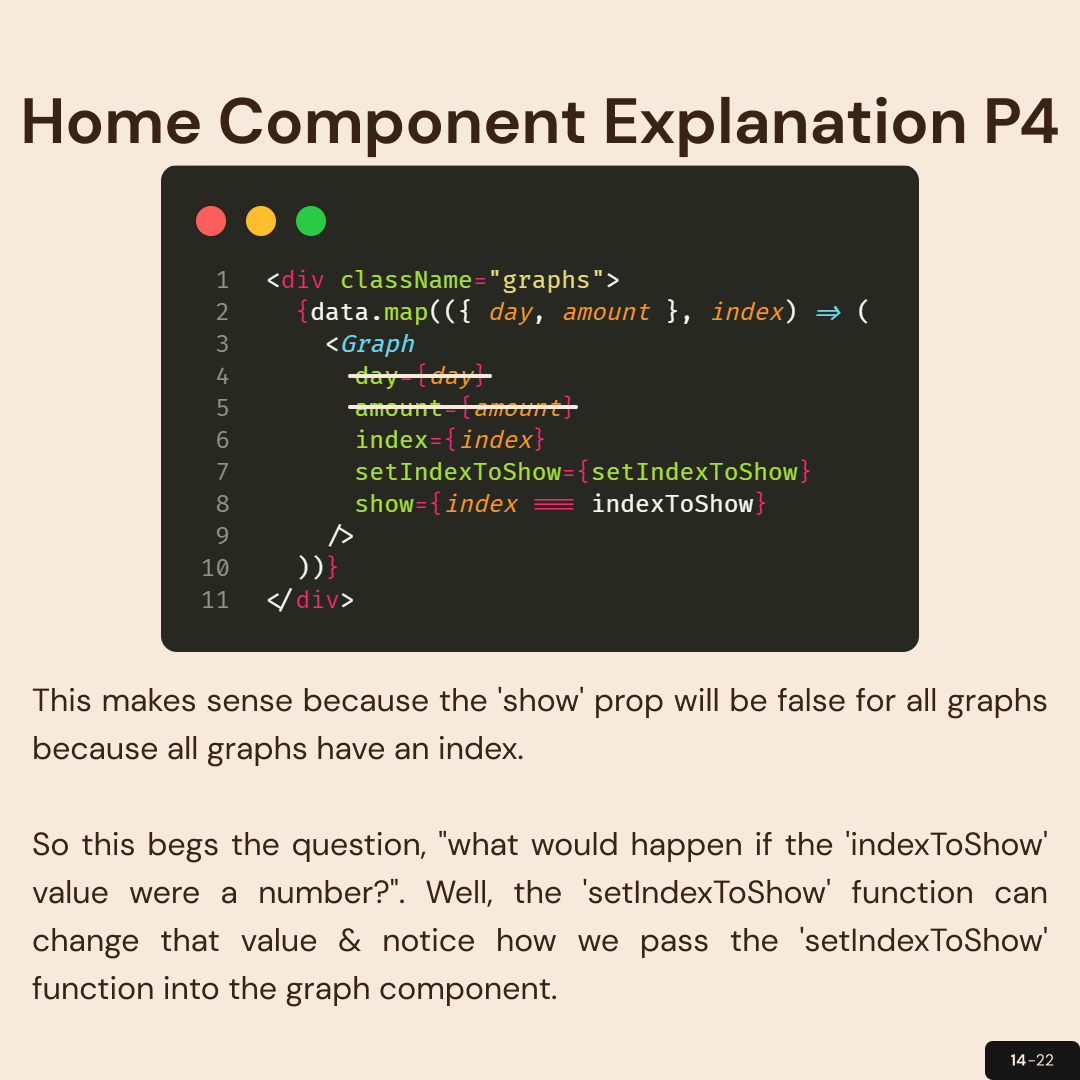 Home Component Explanation P4
1 <div className="graphs">
2 {data.map(({ day, amount }, index) => (
3 <Graph
4 day={day}
5 amount={amount}
6 index={index}
7 setIndexToShow={setIndexToShow}
8 show={index === indexToShow}
9 />
10 ))}
11 </div>
This makes sense because the 'show' prop will be false for all graphs
because all graphs have an index.
So this begs the question, "what would happen if the 'indexToShow'
value were a number?". Well, the 'setIndexToShow' function can
change that value & notice how we pass the 'setIndexToShow'
function into the graph component.
14-22